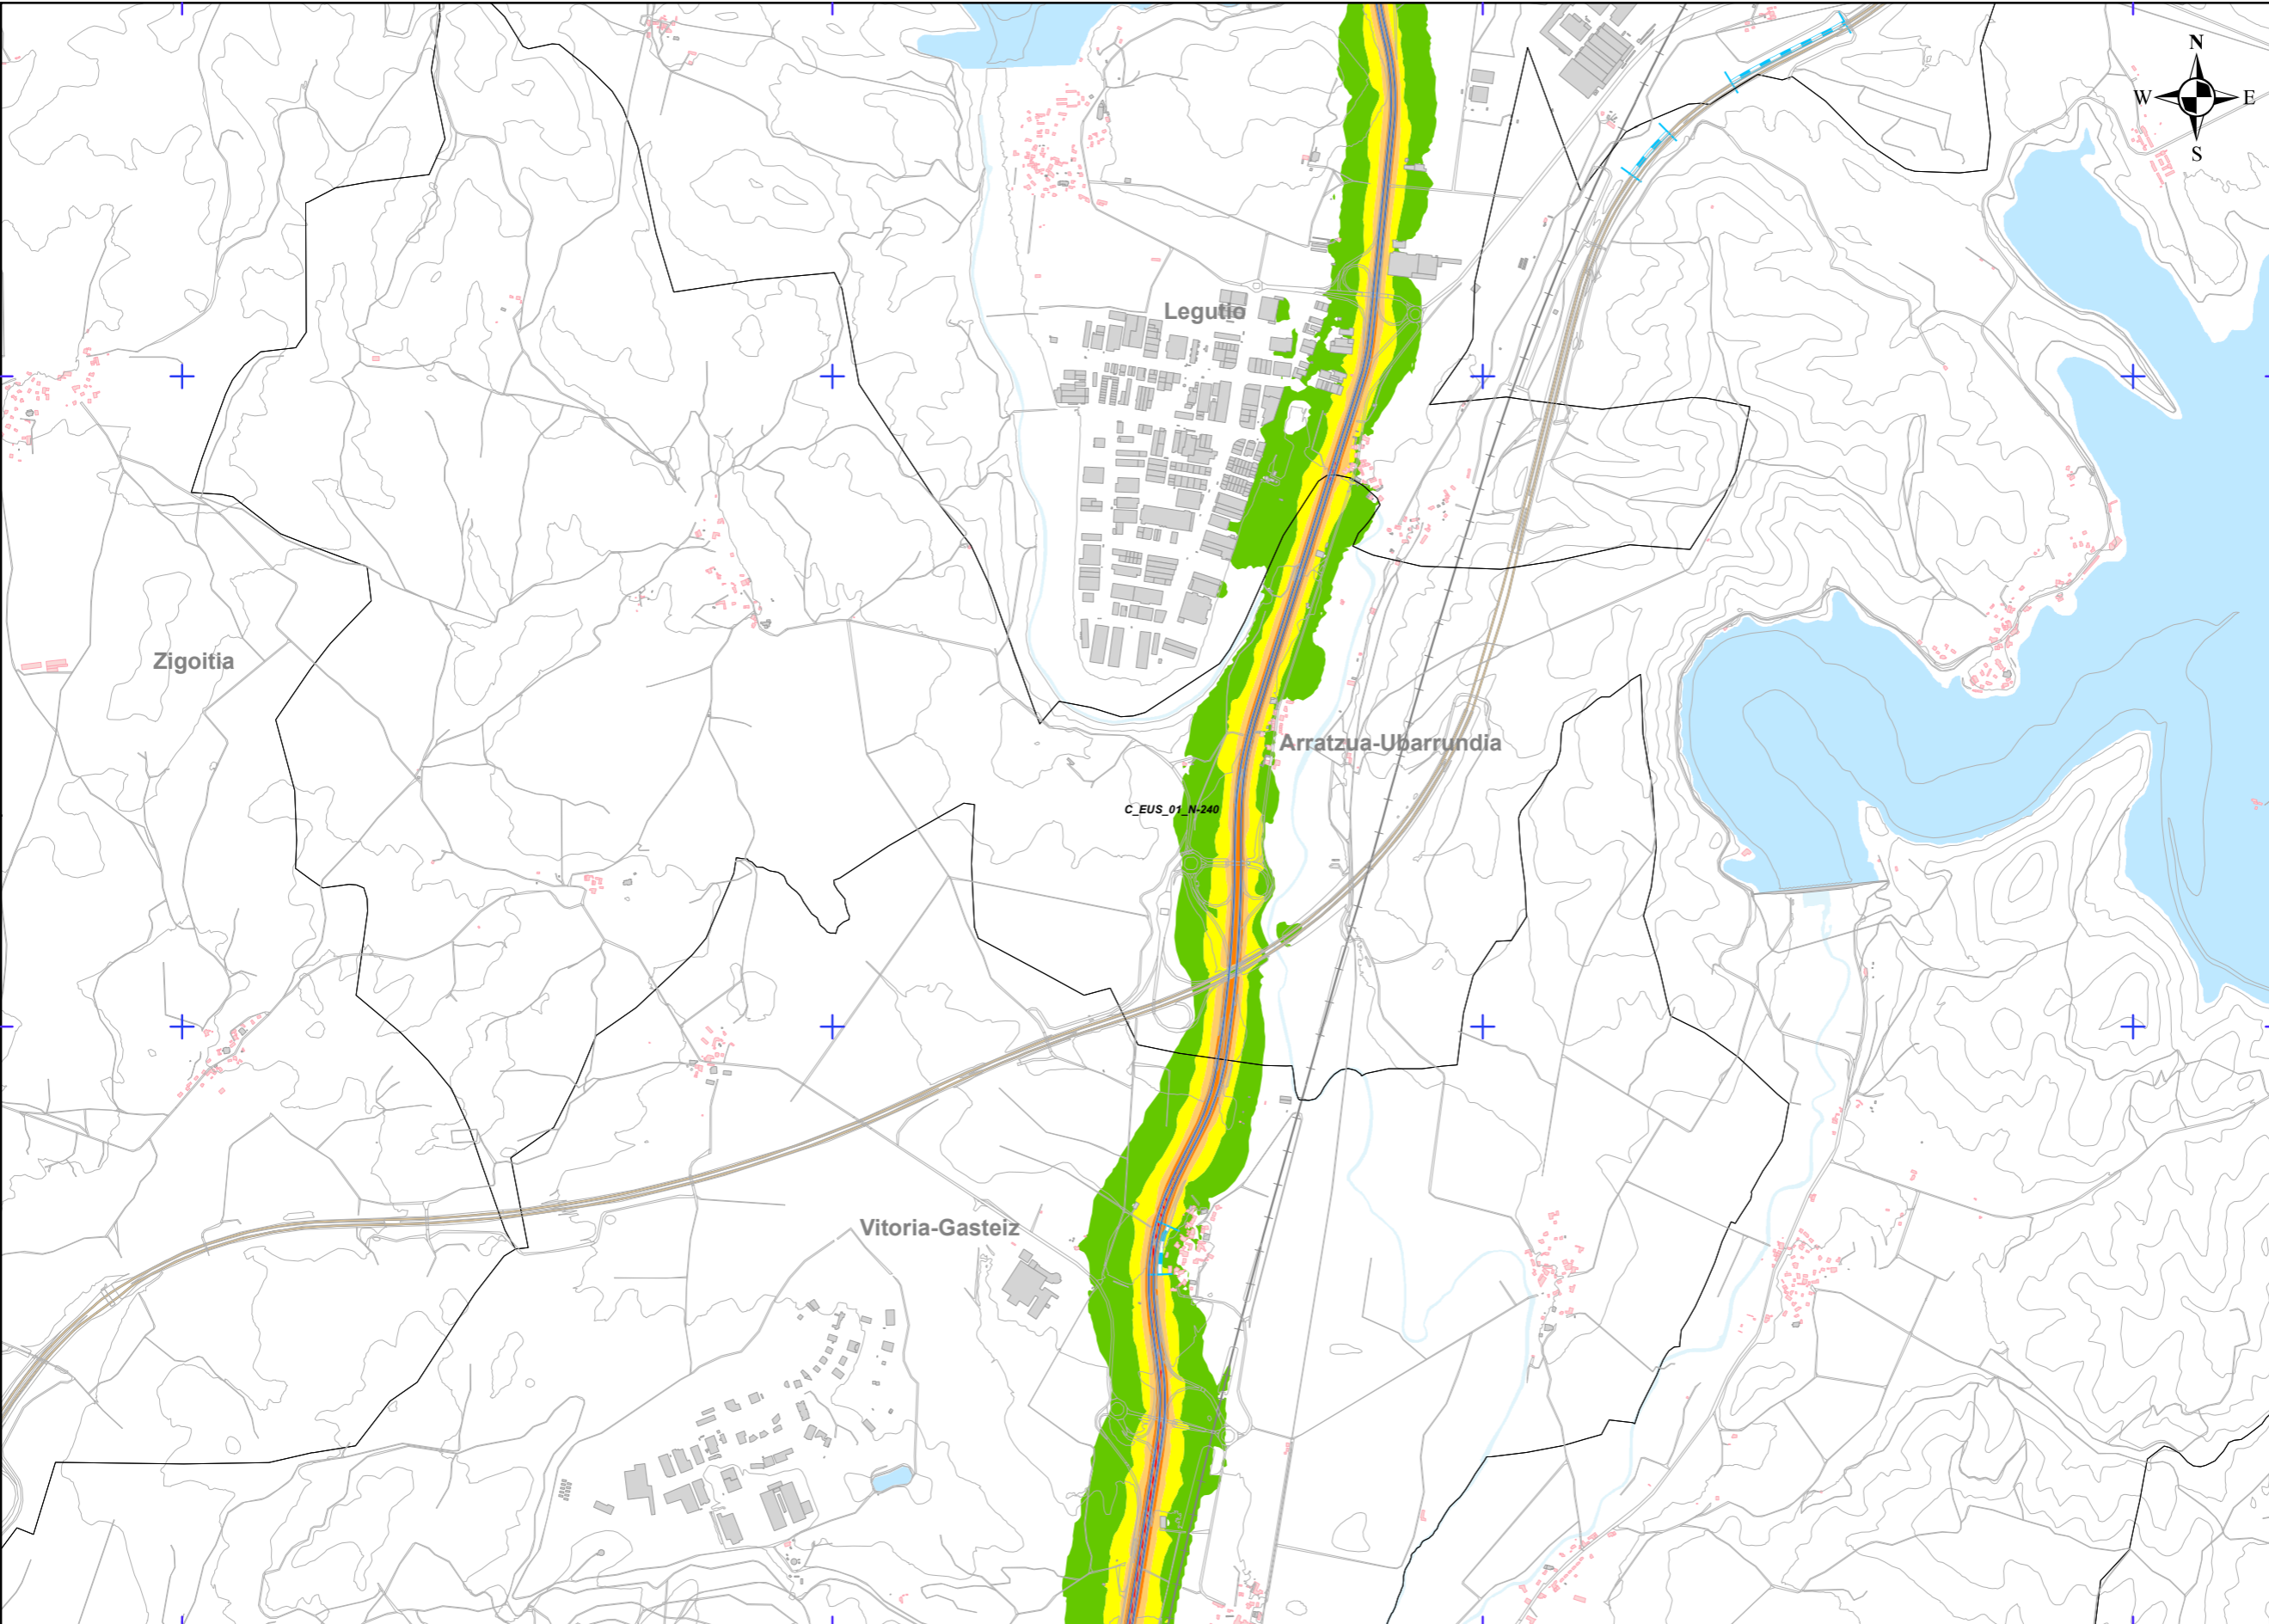 N
W E
S
Legutio
Zigoitia
Arratzua-Ubarrundia
C_EUS_01_N-240
Vitoria-Gasteiz